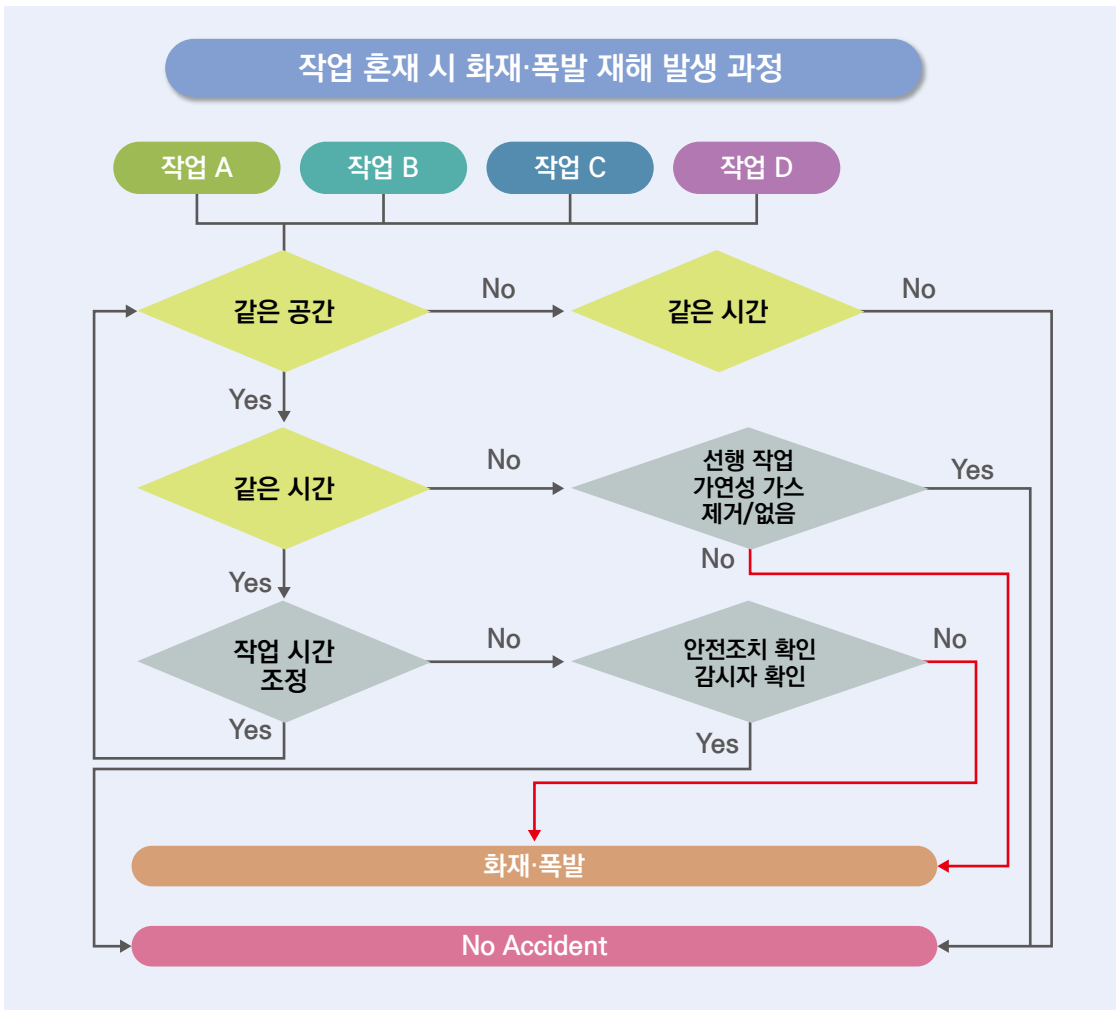 작업 혼재 시 화재·폭발 재해 발생 과정
작업 A
작업 B
작업 C
작업 D
같은 공간
No
같은 시간
No
Yes
같은 시간
No
선행 작업
가연성 가스
제거/없음
Yes
No
Yes
작업 시간
조정
No
안전조치 확인
감시자 확인
No
Yes
Yes
화재·폭발
No Accident